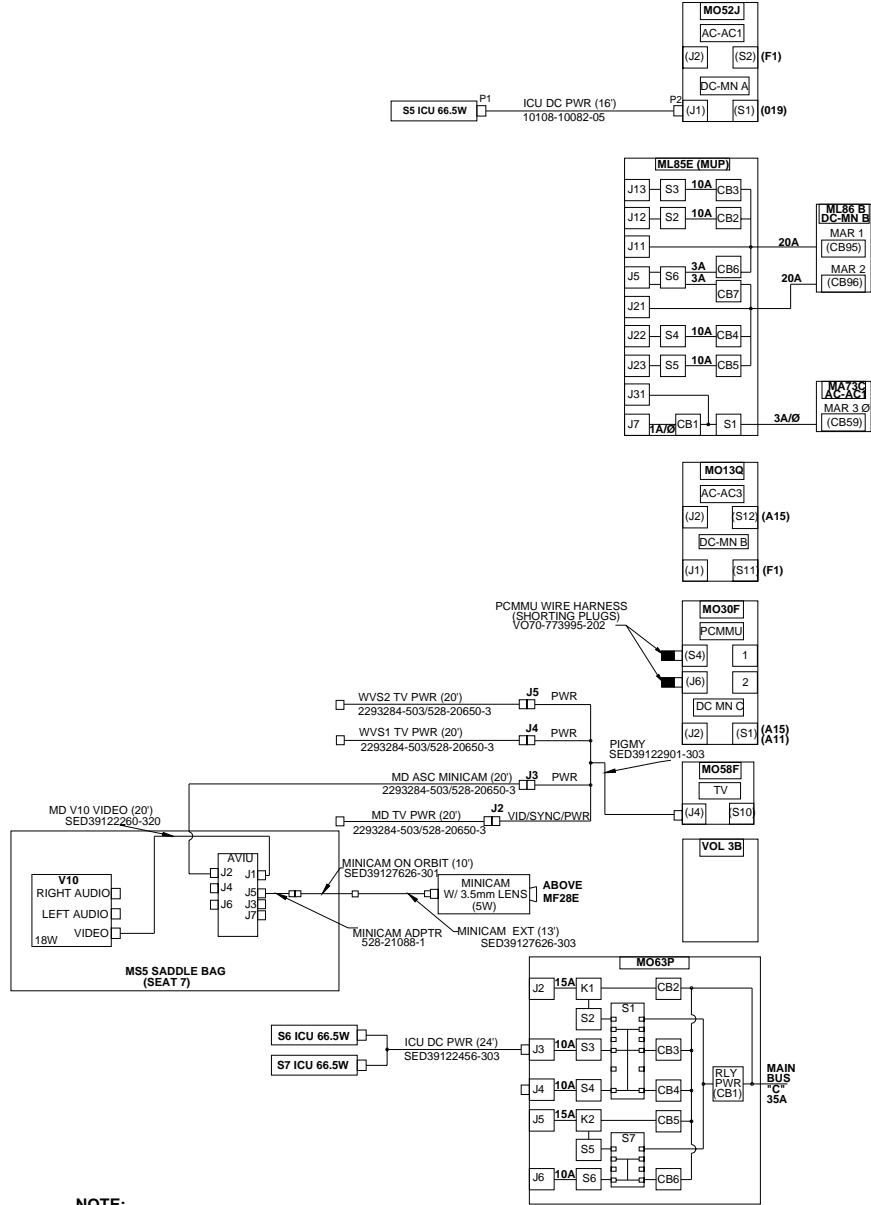 MO52J
AC-AC1
(J2) (S2) (F1)
DC-MN A
S5 ICU 66.5W P1 ICU DC PWR (16') P2 (J1) (S1) (019)
10108-10082-05
ML85E (MUP)
J13 S3 10A CB3
J12 S2 10A CB2
J11 20A
J5 S6 3A CB6
3A CB7
J21 20A
J22 S4 10A CB4
J23 S5 10A CB5
J31
J7 1A/Ø CB1 S1 3A/Ø
ML86 B
DC-MN B
MAR 1
(CB95)
MAR 2
(CB96)
MA73C
AC-AC1
MAR 3 Ø
(CB59)
MO13Q
AC-AC3
(J2) (S12) (A15)
DC-MN B
(J1) (S11) (F1)
PCMMU WIRE HARNESS
(SHORTING PLUGS)
VO70-773995-202
MO30F
PCMMU
(S4) 1
(J6) 2
DC MN C
(J2) (S1) (A15)
(A11)
WVS2 TV PWR (20') J5 PWR
2293284-503/528-20650-3
WVS1 TV PWR (20') J4 PWR
2293284-503/528-20650-3
PIGMY
SED39122901-303
MD ASC MINICAM (20') J3 PWR
2293284-503/528-20650-3
MD TV PWR (20') J2 VID/SYNC/PWR
2293284-503/528-20650-3
MO58F
TV
(J4) (S10)
VOL 3B
MD V10 VIDEO (20')
SED39122260-320
V10
RIGHT AUDIO
LEFT AUDIO
VIDEO
18W
AVIU
J2 J1
J4 J5
J6 J3
J7
MINICAM ON ORBIT (10')
SED39127626-301
MINICAM
W/ 3.5mm LENS
(5W)
ABOVE
MF28E
MINICAM ADPTR
528-21088-1
MINICAM EXT (13')
SED39127626-303
MS5 SADDLE BAG
(SEAT 7)
MO63P
J2 15A K1 CB2
S2 S1
S6 ICU 66.5W
S7 ICU 66.5W
ICU DC PWR (24')
SED39122456-303
J3 10A S3 CB3
J4 10A S4 CB4
J5 15A K2 CB5
S5 S7
J6 10A S6 CB6
RLY
PWR
(CB1)
MAIN
BUS
"C"
35A
NOTE: